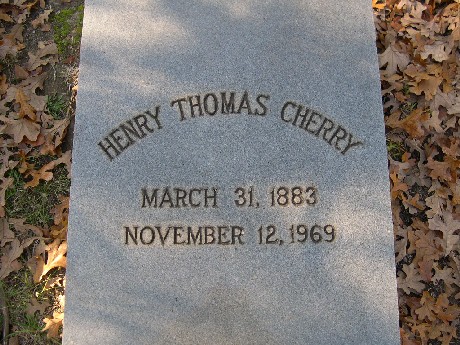 HENRY THOMAS CHERRY
MARCH 31, 1883
NOVEMBER 12, 1969